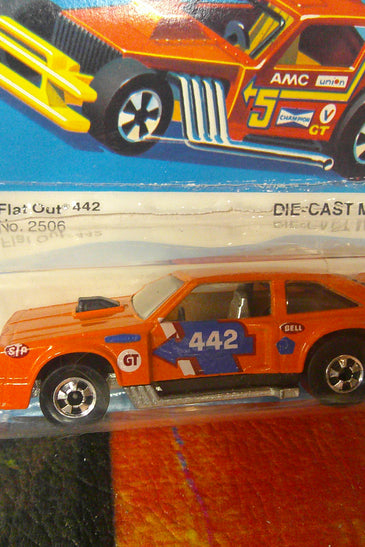 AMC
union
5
CHAMPION
V
GT
Flat Out 442
DIE-CAST M
No. 2506
442
BELL
STP
GT